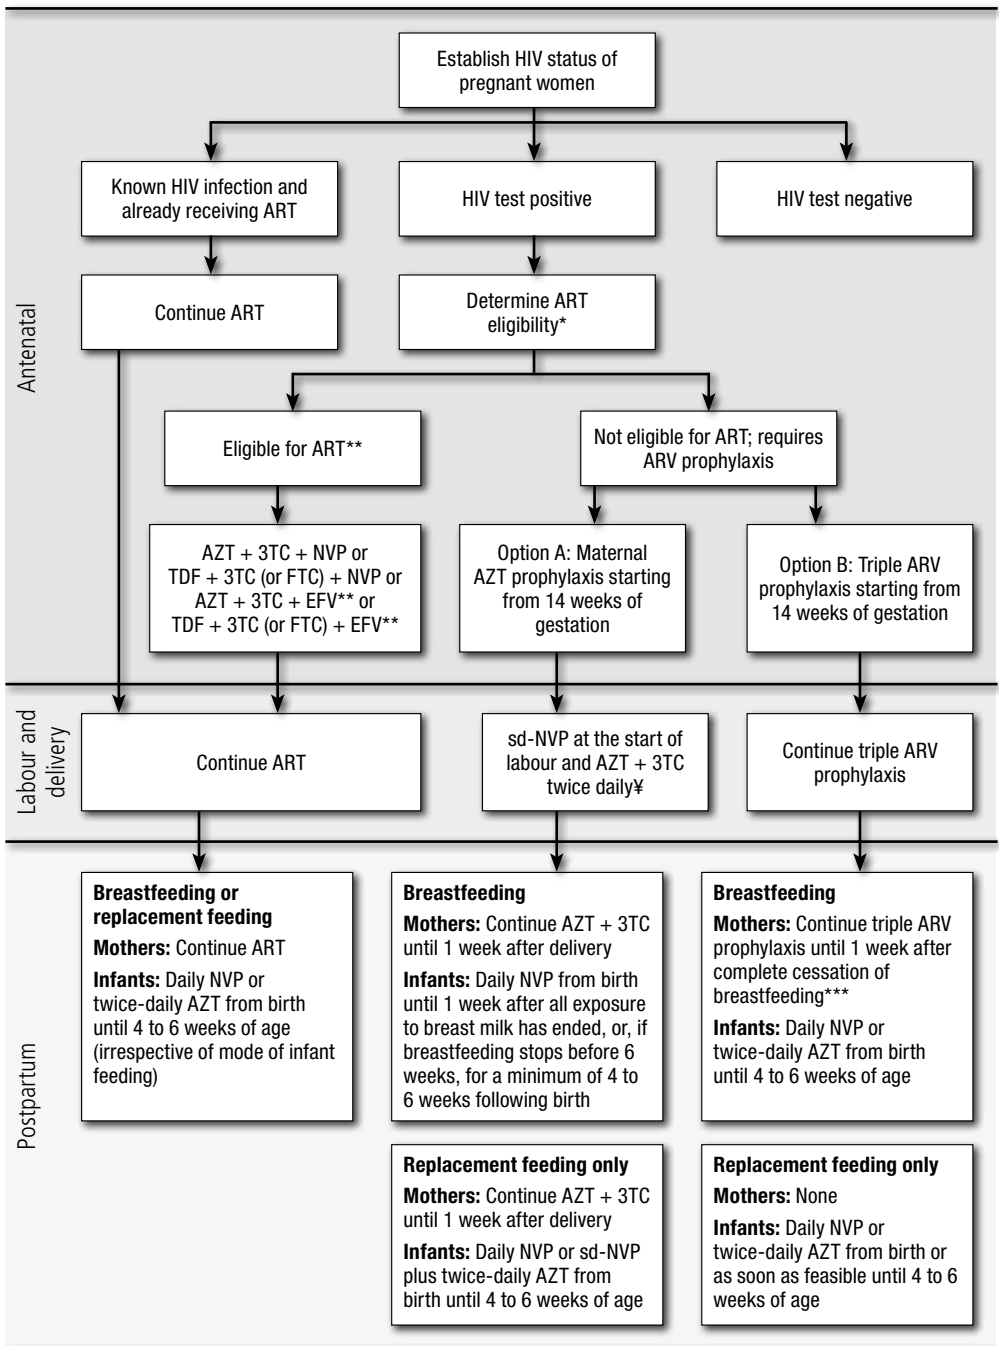 Establish HIV status of
pregnant women
Known HIV infection and
already receiving ART
HIV test positive
HIV test negative
Continue ART
Determine ART
eligibility*
Antenatal
Eligible for ART**
Not eligible for ART; requires
ARV prophylaxis
AZT + 3TC + NVP or
TDF + 3TC (or FTC) + NVP or
AZT + 3TC + EFV** or
TDF + 3TC (or FTC) + EFV**
Option A: Maternal
AZT prophylaxis starting
from 14 weeks of
gestation
Option B: Triple ARV
prophylaxis starting from
14 weeks of gestation
Labour and
delivery
Continue ART
sd-NVP at the start of
labour and AZT + 3TC
twice daily¥
Continue triple ARV
prophylaxis
Postpartum
Breastfeeding or
replacement feeding
Mothers: Continue ART
Infants: Daily NVP or
twice-daily AZT from birth
until 4 to 6 weeks of age
(irrespective of mode of infant
feeding)
Breastfeeding
Mothers: Continue AZT + 3TC
until 1 week after delivery
Infants: Daily NVP from birth
until 1 week after all exposure
to breast milk has ended, or, if
breastfeeding stops before 6
weeks, for a minimum of 4 to
6 weeks following birth
Breastfeeding
Mothers: Continue triple ARV
prophylaxis until 1 week after
complete cessation of
breastfeeding***
Infants: Daily NVP or
twice-daily AZT from birth
until 4 to 6 weeks of age
Replacement feeding only
Mothers: Continue AZT + 3TC
until 1 week after delivery
Infants: Daily NVP or sd-NVP
plus twice-daily AZT from
birth until 4 to 6 weeks of age
Replacement feeding only
Mothers: None
Infants: Daily NVP or
twice-daily AZT from birth or
as soon as feasible until 4 to 6
weeks of age